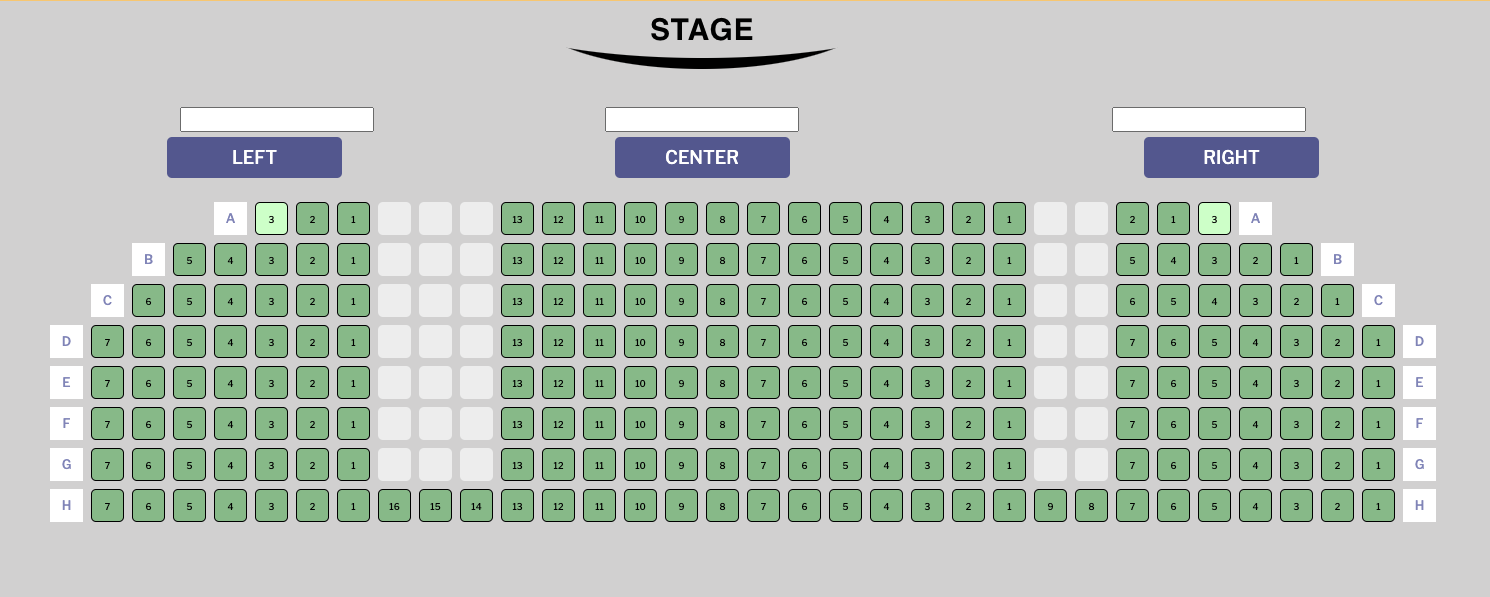 STAGE
LEFT CENTER RIGHT
A 3 2 1 13 12 11 10 9 8 7 6 5 4 3 2 1 2 1 3 A
B 5 4 3 2 1 13 12 11 10 9 8 7 6 5 4 3 2 1 5 4 3 2 1 B
C 6 5 4 3 2 1 13 12 11 10 9 8 7 6 5 4 3 2 1 6 5 4 3 2 1 C
D 7 6 5 4 3 2 1 13 12 11 10 9 8 7 6 5 4 3 2 1 7 6 5 4 3 2 1 D
E 7 6 5 4 3 2 1 13 12 11 10 9 8 7 6 5 4 3 2 1 7 6 5 4 3 2 1 E
F 7 6 5 4 3 2 1 13 12 11 10 9 8 7 6 5 4 3 2 1 7 6 5 4 3 2 1 F
G 7 6 5 4 3 2 1 13 12 11 10 9 8 7 6 5 4 3 2 1 7 6 5 4 3 2 1 G
H 7 6 5 4 3 2 1 16 15 14 13 12 11 10 9 8 7 6 5 4 3 2 1 9 8 7 6 5 4 3 2 1 H